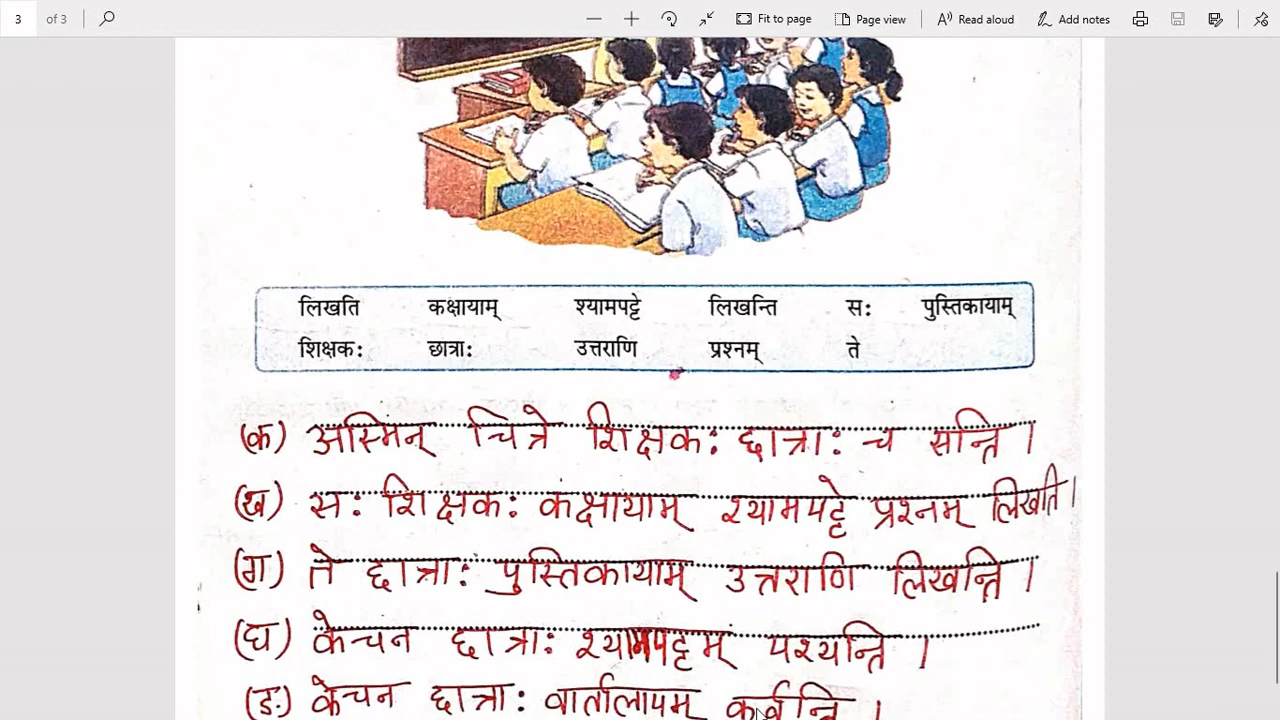 3 of 3 Fit to page Page view Read aloud Add notes
लिखति कक्षायाम् श्यामपट्टे लिखन्ति सः पुस्तिकायाम्
शिक्षकः छात्राः उत्तराणि प्रश्नम् ते
(क) अस्मिन् चित्रे शिक्षकः छात्राः च सन्ति ।
(ख) सः शिक्षकः कक्षायाम् श्यामपट्टे प्रश्नम् लिखति ।
(ग) ते छात्राः पुस्तिकायाम् उत्तराणि लिखन्ति ।
(घ) केचन छात्राः श्यामपट्टम् पश्यन्ति ।
(ङ) केचन छात्राः वार्तालापम् कुर्वन्ति ।